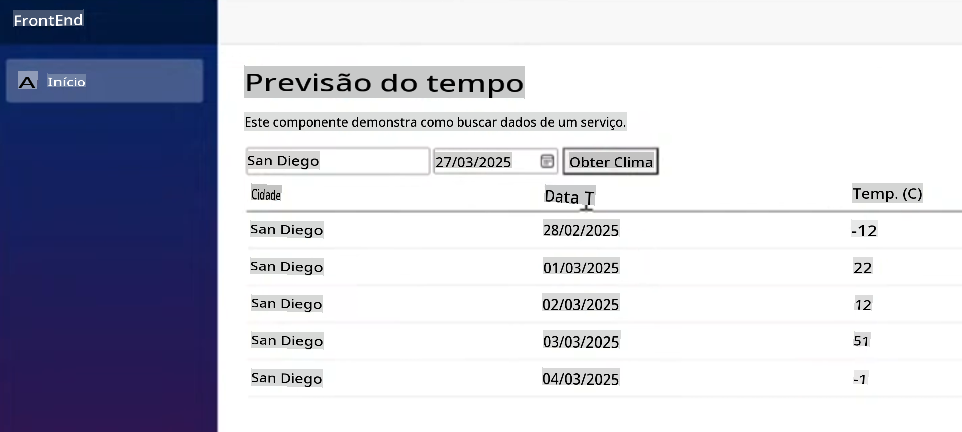 FrontEnd
A Início
Previsão do tempo
Este componente demonstra como buscar dados de um serviço.
San Diego 27/03/2025 Obter Clima
Cidade Data T Temp. (C)
San Diego 28/02/2025 -12
San Diego 01/03/2025 22
San Diego 02/03/2025 12
San Diego 03/03/2025 51
San Diego 04/03/2025 -1